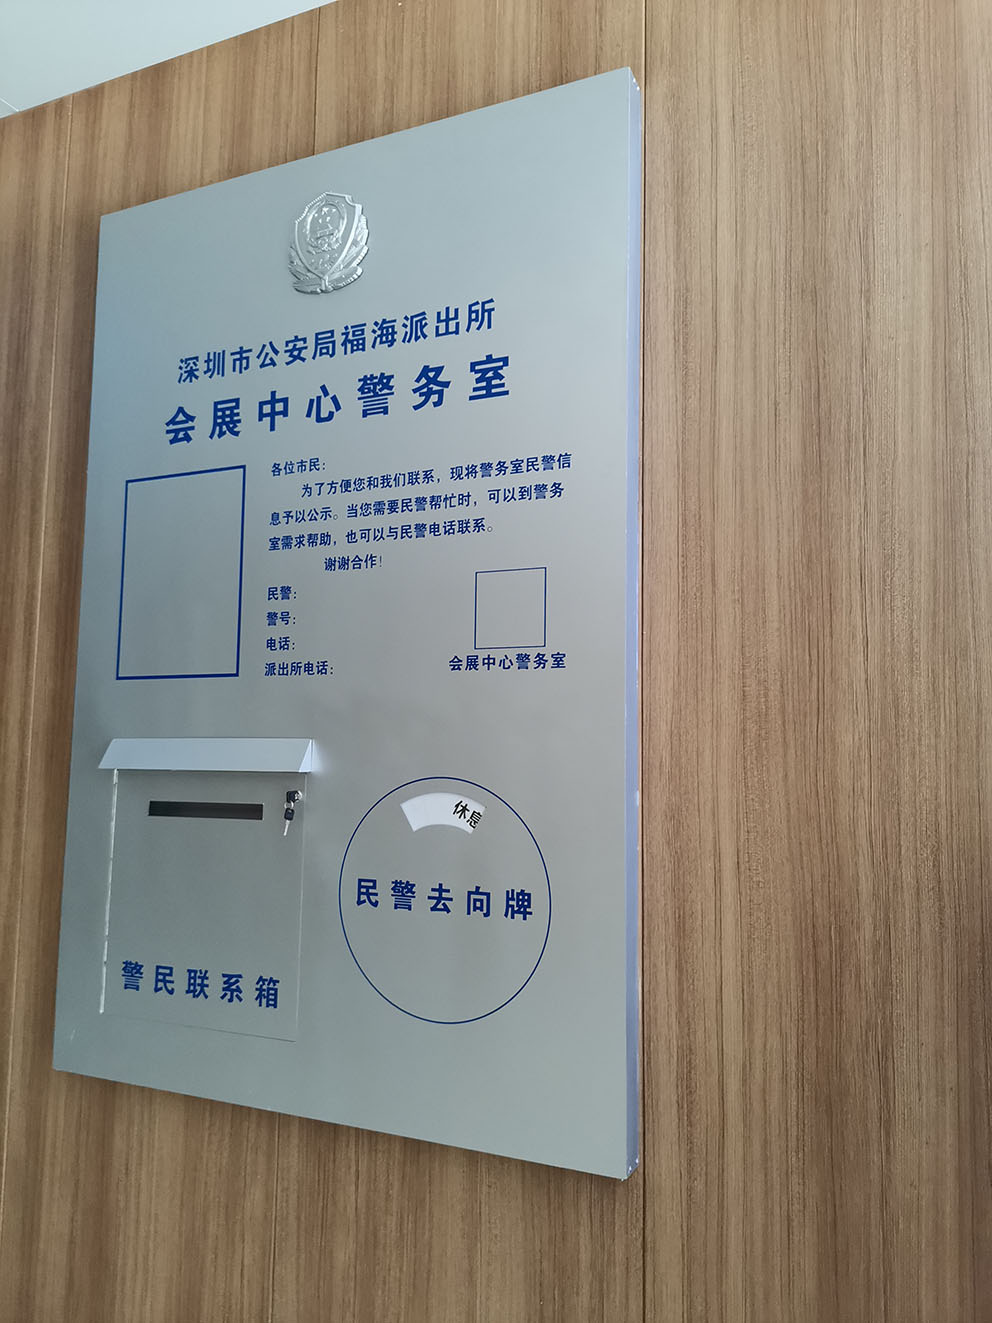 深圳市公安局福海派出所
会展中心警务室
各位市民：
为了方便您和我们联系，现将警务室民警信
息予以公示。当您需要民警帮忙时，可以到警务
室需求帮助，也可以与民警电话联系。
谢谢合作！
民警：
警号：
电话：
派出所电话：
会展中心警务室
休息
民警去向牌
警民联系箱